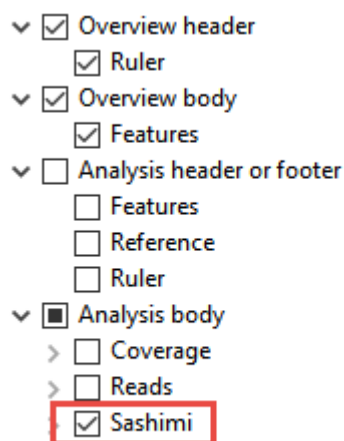 Overview header
Ruler
Overview body
Features
Analysis header or footer
Features
Reference
Ruler
Analysis body
Coverage
Reads
Sashimi